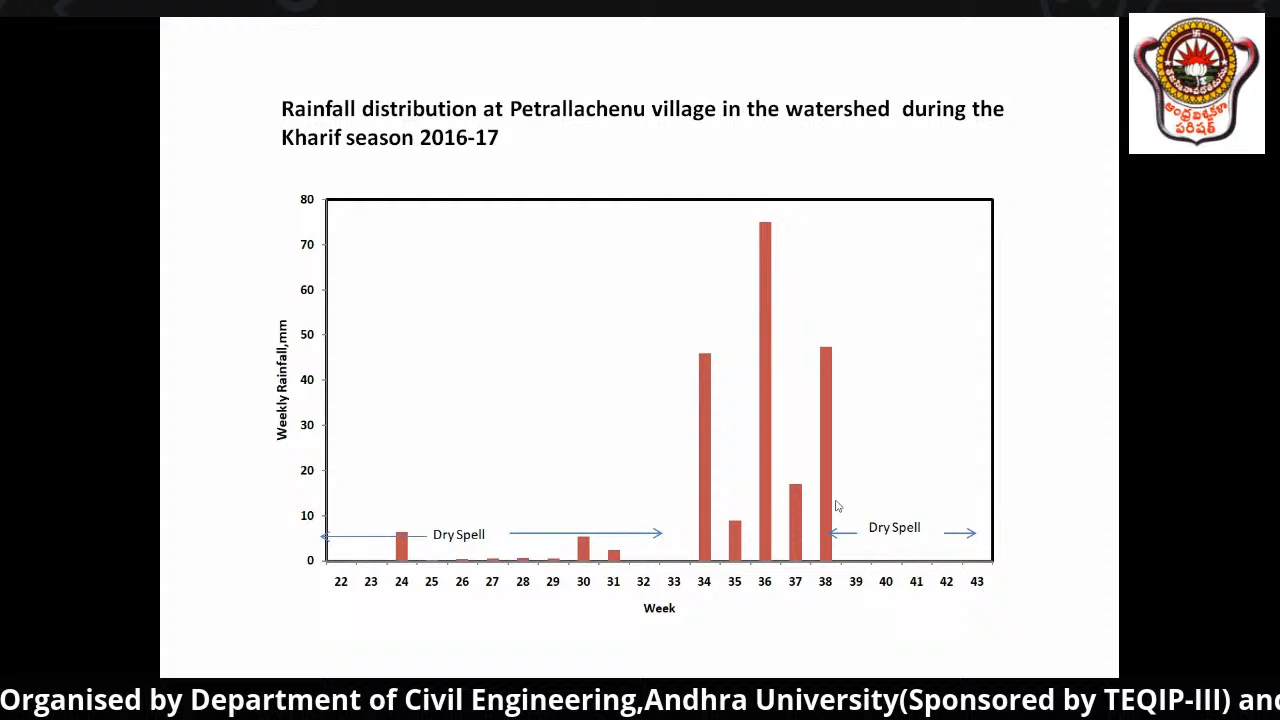 Rainfall distribution at Petrallachenu village in the watershed during the
Kharif season 2016-17
ఆంధ్ర విశ్వకళా
పరిషత్
80
70
60
50
40
30
20
10
0
Weekly Rainfall,mm
Dry Spell
Dry Spell
22 23 24 25 26 27 28 29 30 31 32 33 34 35 36 37 38 39 40 41 42 43
Week
Organised by Department of Civil Engineering,Andhra University(Sponsored by TEQIP-III) and